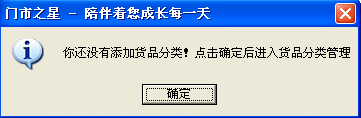 门市之星 - 陪伴着您成长每一天
你还没有添加货品分类！点击确定后进入货品分类管理
确定